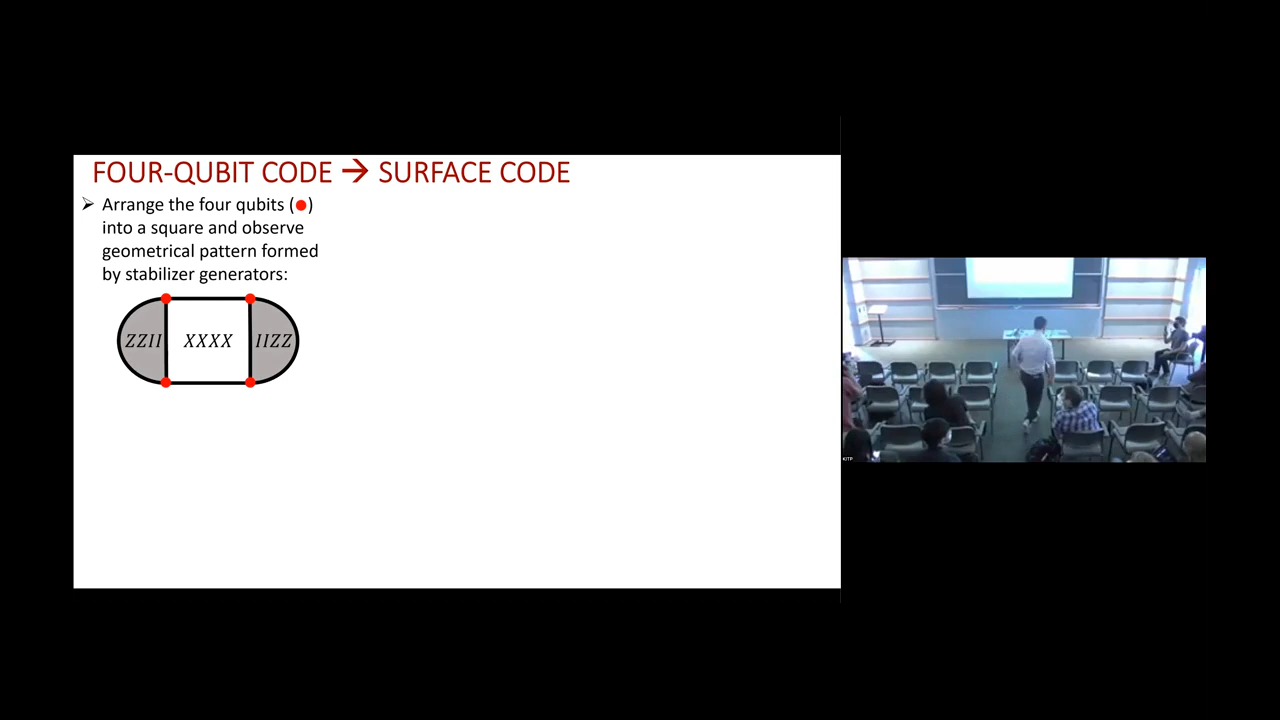 FOUR-QUBIT CODE → SURFACE CODE
➢ Arrange the four qubits (●)
into a square and observe
geometrical pattern formed
by stabilizer generators:
ZZII XXXX IIZZ
KITP